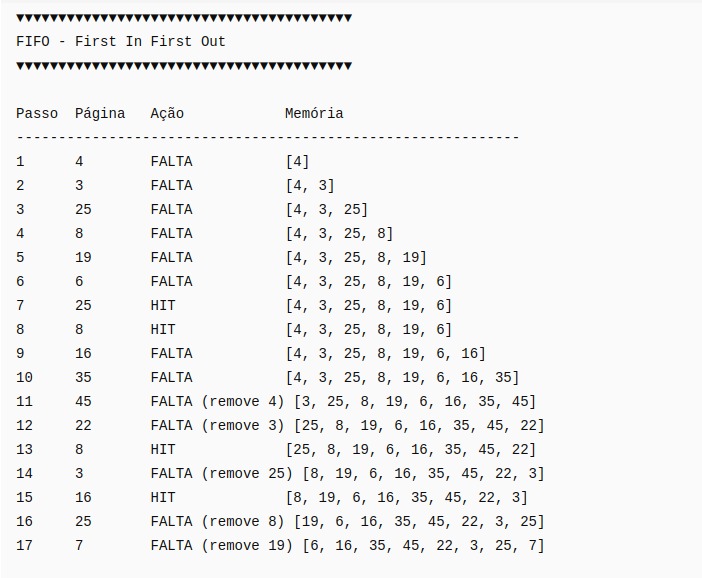 ▼▼▼▼▼▼▼▼▼▼▼▼▼▼▼▼▼▼▼▼▼▼▼▼▼▼▼▼▼▼▼▼▼▼▼▼▼▼▼▼
FIFO - First In First Out
▼▼▼▼▼▼▼▼▼▼▼▼▼▼▼▼▼▼▼▼▼▼▼▼▼▼▼▼▼▼▼▼▼▼▼▼▼▼▼▼
Passo  Página   Ação            Memória
------------------------------------------------------------
1      4        FALTA           [4]
2      3        FALTA           [4, 3]
3      25       FALTA           [4, 3, 25]
4      8        FALTA           [4, 3, 25, 8]
5      19       FALTA           [4, 3, 25, 8, 19]
6      6        FALTA           [4, 3, 25, 8, 19, 6]
7      25       HIT             [4, 3, 25, 8, 19, 6]
8      8        HIT             [4, 3, 25, 8, 19, 6]
9      16       FALTA           [4, 3, 25, 8, 19, 6, 16]
10     35       FALTA           [4, 3, 25, 8, 19, 6, 16, 35]
11     45       FALTA (remove 4) [3, 25, 8, 19, 6, 16, 35, 45]
12     22       FALTA (remove 3) [25, 8, 19, 6, 16, 35, 45, 22]
13     8        HIT             [25, 8, 19, 6, 16, 35, 45, 22]
14     3        FALTA (remove 25) [8, 19, 6, 16, 35, 45, 22, 3]
15     16       HIT             [8, 19, 6, 16, 35, 45, 22, 3]
16     25       FALTA (remove 8) [19, 6, 16, 35, 45, 22, 3, 25]
17     7        FALTA (remove 19) [6, 16, 35, 45, 22, 3, 25, 7]